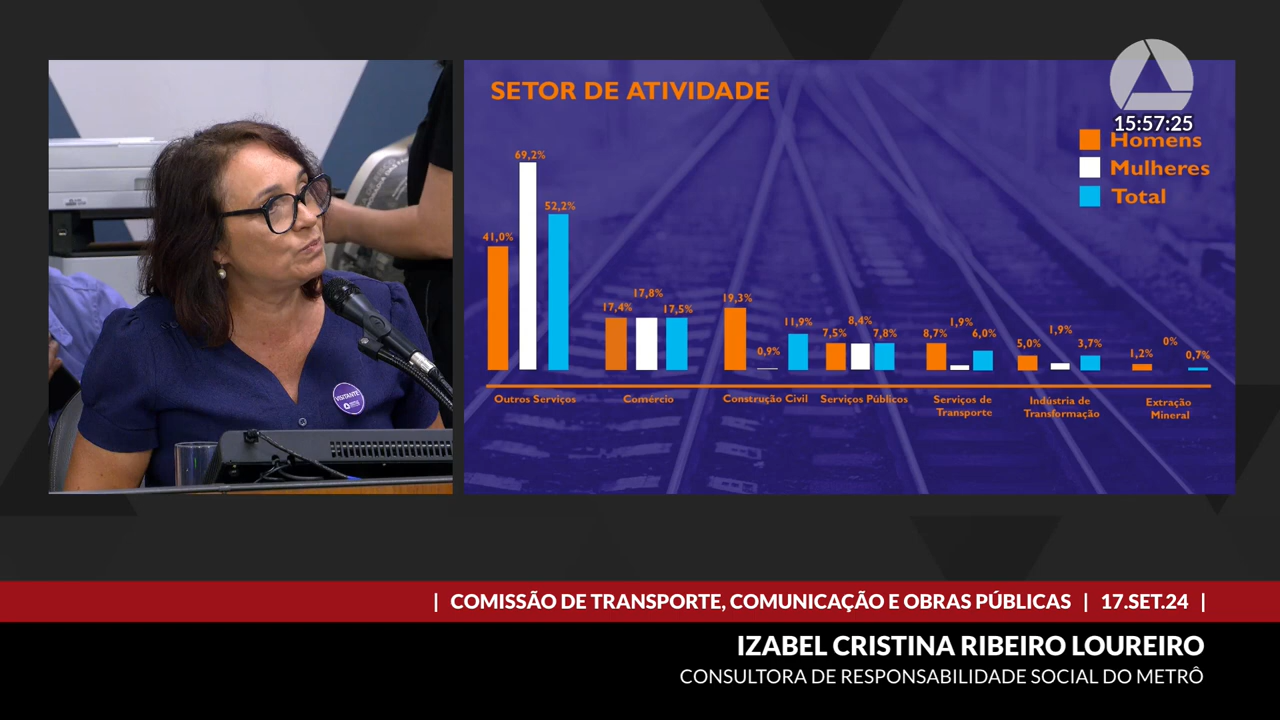 SETOR DE ATIVIDADE
15:57:25
Homens
Mulheres
Total
69,2%
52,2%
41,0%
17,4%
17,8%
17,5%
19,3%
0,9%
11,9%
7,5%
8,4%
7,8%
8,7%
1,9%
6,0%
5,0%
1,9%
3,7%
1,2%
0%
0,7%
Outros Serviços
Comércio
Construção Civil
Serviços Públicos
Serviços de
Transporte
Indústria de
Transformação
Extração
Mineral
VISITANTE
| COMISSÃO DE TRANSPORTE, COMUNICAÇÃO E OBRAS PÚBLICAS | 17.SET.24 |
IZABEL CRISTINA RIBEIRO LOUREIRO
CONSULTORA DE RESPONSABILIDADE SOCIAL DO METRÔ